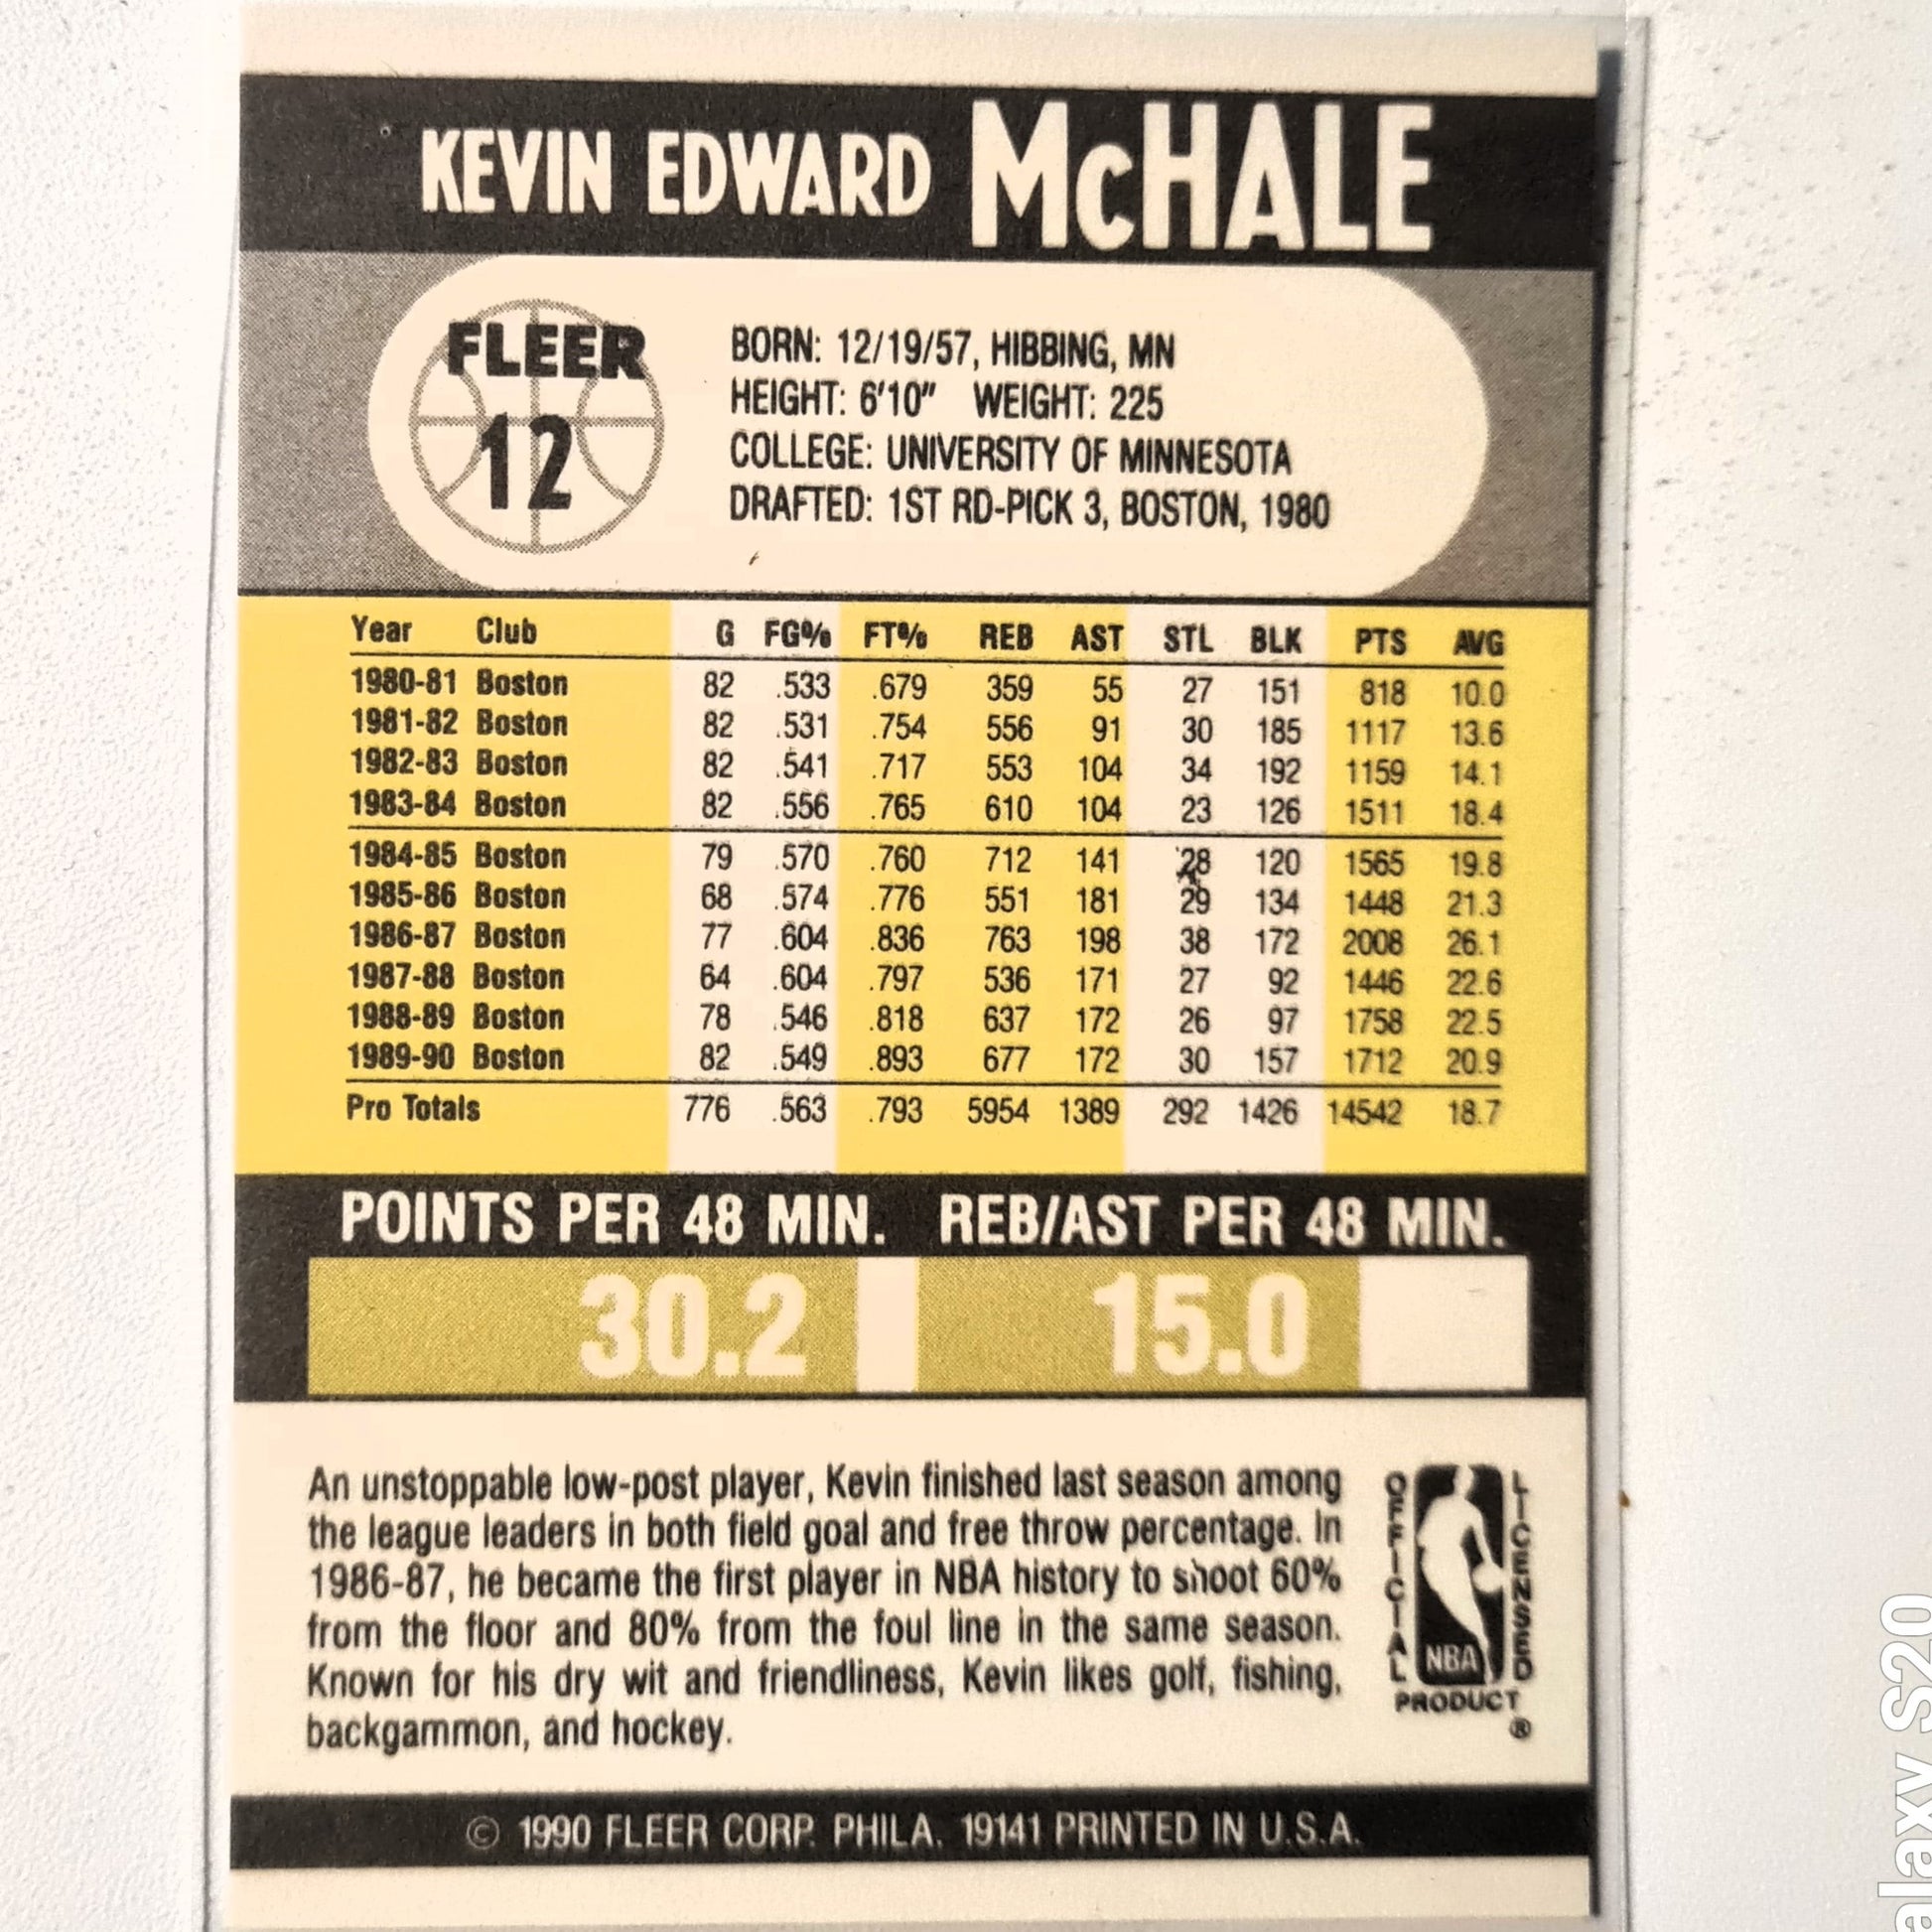 KEVIN EDWARD McHALE
FLEER
12
BORN: 12/19/57, HIBBING, MN
HEIGHT: 6'10" WEIGHT: 225
COLLEGE: UNIVERSITY OF MINNESOTA
DRAFTED: 1ST RD-PICK 3, BOSTON, 1980
Year Club G FG% FT% REB AST STL BLK PTS AVG
1980-81 Boston 82 .533 .679 359 55 27 151 818 10.0
1981-82 Boston 82 .531 .754 556 91 30 185 1117 13.6
1982-83 Boston 82 .541 .717 553 104 34 192 1159 14.1
1983-84 Boston 82 .556 .765 610 104 23 126 1511 18.4
1984-85 Boston 79 .570 .760 712 141 28 120 1565 19.8
1985-86 Boston 68 .574 .776 551 181 29 134 1448 21.3
1986-87 Boston 77 .604 .836 763 198 38 172 2008 26.1
1987-88 Boston 64 .604 .797 536 171 27 92 1446 22.6
1988-89 Boston 78 .546 .818 637 172 26 97 1758 22.5
1989-90 Boston 82 .549 .893 677 172 30 157 1712 20.9
Pro Totals 776 .563 .793 5954 1389 292 1426 14542 18.7
POINTS PER 48 MIN. REB/AST PER 48 MIN.
30.2 15.0
An unstoppable low-post player, Kevin finished last season among
the league leaders in both field goal and free throw percentage. In
1986-87, he became the first player in NBA history to shoot 60%
from the floor and 80% from the foul line in the same season.
Known for his dry wit and friendliness, Kevin likes golf, fishing,
backgammon, and hockey.
OFFICIAL
LICENSED
NBA
PRODUCT
®
© 1990 FLEER CORP. PHILA. 19141 PRINTED IN U.S.A.
alaxy S20